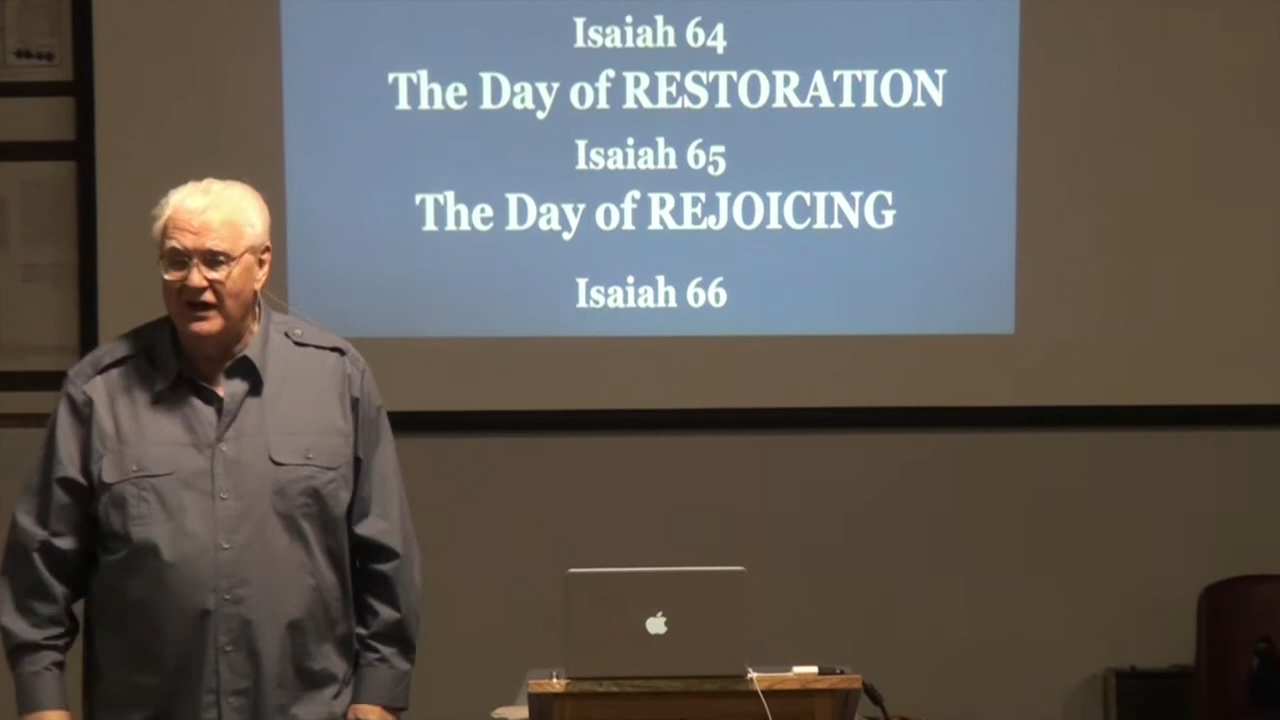 Isaiah 64
The Day of RESTORATION
Isaiah 65
The Day of REJOICING
Isaiah 66